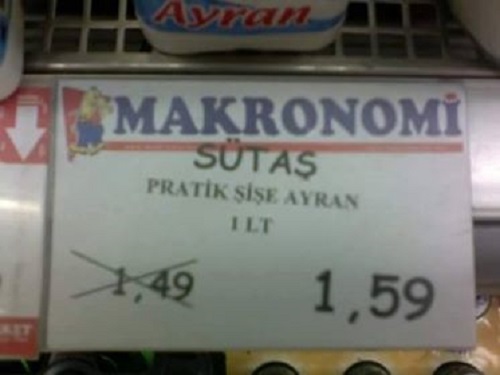 Ayran
MAKRONOMİ
SÜTAŞ
PRATİK ŞİŞE AYRAN
1 LT
1,49 1,59